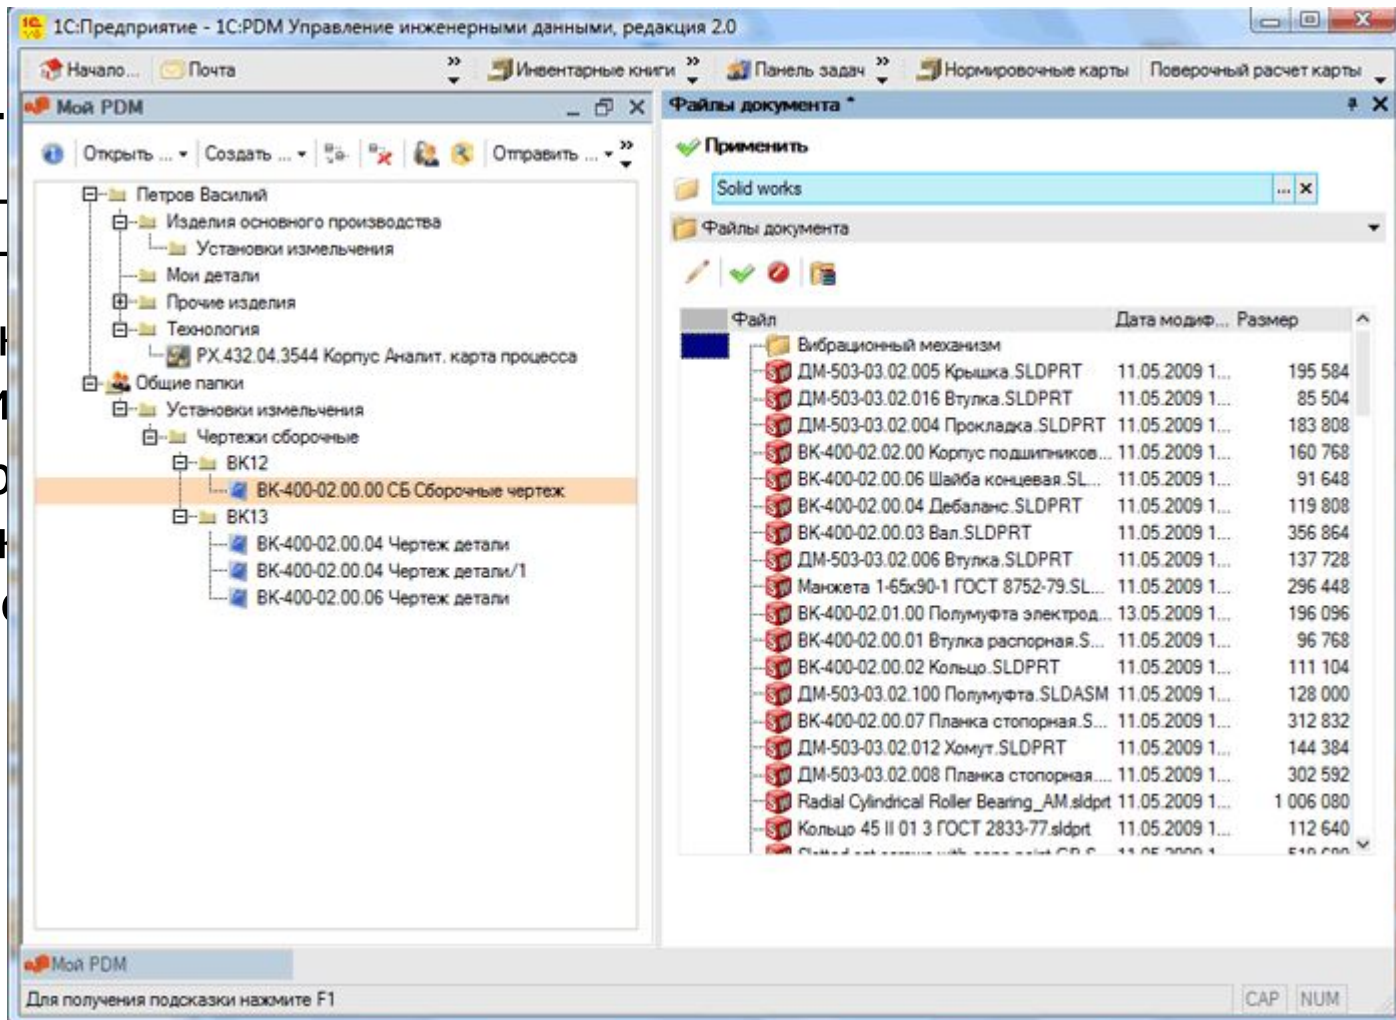 1С:Предприятие - 1C:PDM Управление инженерными данными, редакция 2.0
Начало... Почта Инвентарные книги Панель задач Нормировочные карты Поверочный расчет карты
Мой PDM
Открыть ... Создать ... Отправить ...
Петров Василий
Изделия основного производства
Установки измельчения
Мои детали
Прочие изделия
Технология
РХ.432.04.3544 Корпус Аналит. карта процесса
Общие папки
Установки измельчения
Чертежи сборочные
ВК12
ВК-400-02.00.00 СБ Сборочные чертеж
ВК13
ВК-400-02.00.04 Чертеж детали
ВК-400-02.00.04 Чертеж детали/1
ВК-400-02.00.06 Чертеж детали
Файлы документа *
Применить
Solid works ...
Файлы документа
Файл Дата модиф... Размер
Вибрационный механизм
ДМ-503-03.02.005 Крышка.SLDPRT 11.05.2009 1... 195 584
ДМ-503-03.02.016 Втулка.SLDPRT 11.05.2009 1... 85 504
ДМ-503-03.02.004 Прокладка.SLDPRT 11.05.2009 1... 183 808
ВК-400-02.02.00 Корпус подшипников... 11.05.2009 1... 160 768
ВК-400-02.00.06 Шайба концевая.SL... 11.05.2009 1... 91 648
ВК-400-02.00.04 Дебаланс.SLDPRT 11.05.2009 1... 119 808
ВК-400-02.00.03 Вал.SLDPRT 11.05.2009 1... 356 864
ДМ-503-03.02.006 Втулка.SLDPRT 11.05.2009 1... 137 728
Манжета 1-65x90-1 ГОСТ 8752-79.SL... 11.05.2009 1... 296 448
ВК-400-02.01.00 Полумуфта электрод... 13.05.2009 1... 196 096
ВК-400-02.00.01 Втулка распорная.S... 11.05.2009 1... 96 768
ВК-400-02.00.02 Кольцо.SLDPRT 11.05.2009 1... 111 104
ДМ-503-03.02.100 Полумуфта.SLDASM 11.05.2009 1... 128 000
ВК-400-02.00.07 Планка стопорная.S... 11.05.2009 1... 312 832
ДМ-503-03.02.012 Хомут.SLDPRT 11.05.2009 1... 144 384
ДМ-503-03.02.008 Планка стопорная.... 11.05.2009 1... 302 592
Radial Cylindrical Roller Bearing_AM.sldprt 11.05.2009 1... 1 006 080
Кольцо 45 II 01 3 ГОСТ 2833-77.sldprt 11.05.2009 1... 112 640
Мой PDM
Для получения подсказки нажмите F1
CAP NUM